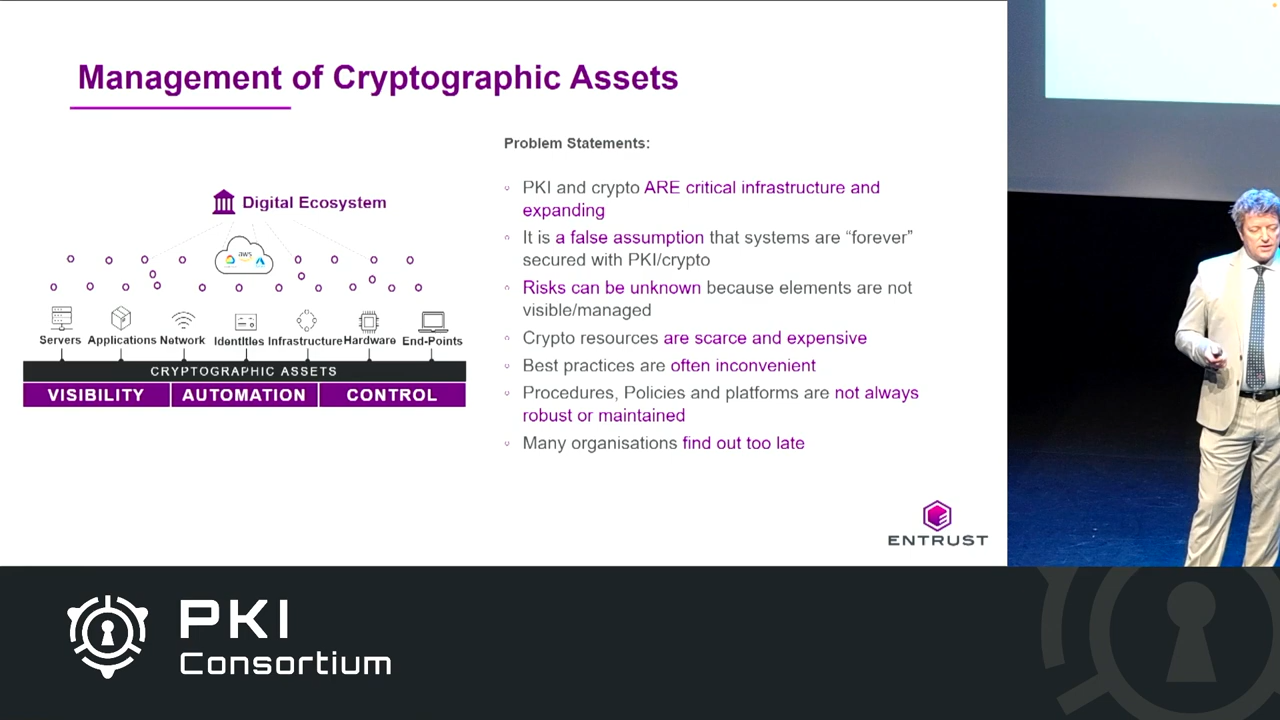 Management of Cryptographic Assets
Problem Statements:
Digital Ecosystem
aws
Servers
Applications
Network
Identities
Infrastructure
Hardware
End-Points
CRYPTOGRAPHIC ASSETS
VISIBILITY
AUTOMATION
CONTROL
◦ PKI and crypto ARE critical infrastructure and
expanding
◦ It is a false assumption that systems are “forever”
secured with PKI/crypto
◦ Risks can be unknown because elements are not
visible/managed
◦ Crypto resources are scarce and expensive
◦ Best practices are often inconvenient
◦ Procedures, Policies and platforms are not always
robust or maintained
◦ Many organisations find out too late
ENTRUST
PKI
Consortium